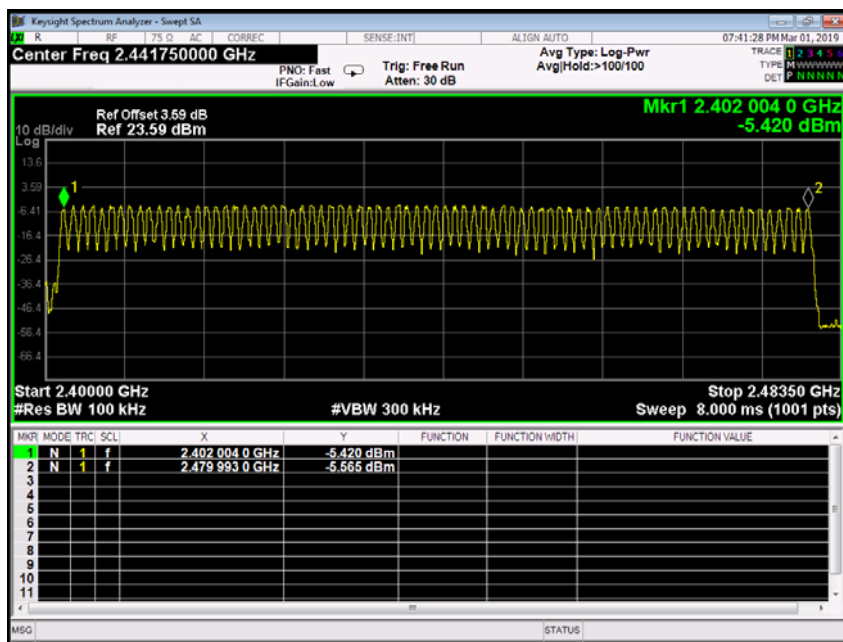 Keysight Spectrum Analyzer - Swept SA
R RF 75 Ω AC CORREC SENSE:INT ALIGN AUTO 07:41:28 PM Mar 01, 2019
Center Freq 2.441750000 GHz
PNO: Fast
IFGain:Low
Trig: Free Run
Atten: 30 dB
Avg Type: Log-Pwr
Avg|Hold:>100/100
TRACE 1 2 3 4 5 6
TYPE M WWWWW
DET P N N N N N
Mkr1 2.402 004 0 GHz
-5.420 dBm
Ref Offset 3.59 dB
10 dB/div Ref 23.59 dBm
Log
13.6
3.59
1
2
-6.41
-16.4
-26.4
-36.4
-46.4
-56.4
-66.4
Start 2.40000 GHz Stop 2.48350 GHz
#Res BW 100 kHz #VBW 300 kHz Sweep 8.000 ms (1001 pts)
MKR MODE TRC SCL X Y FUNCTION FUNCTION WIDTH FUNCTION VALUE
1 N 1 f 2.402 004 0 GHz -5.420 dBm
2 N 1 f 2.479 993 0 GHz -5.565 dBm
3
4
5
6
7
8
9
10
11
MSG STATUS